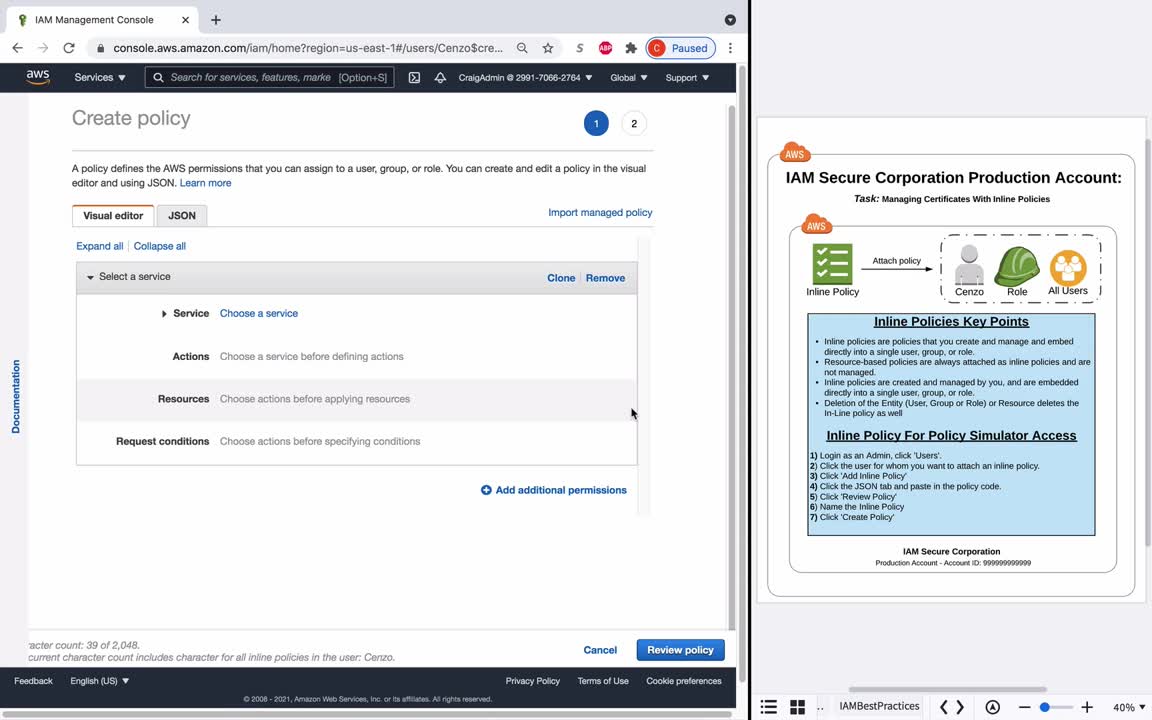 IAM Management Console
console.aws.amazon.com/iam/home?region=us-east-1#/users/Cenzo$cre...
S
ABP
C Paused
aws
Services
Search for services, features, marke [Option+S]
CraigAdmin @ 2991-7066-2764
Global
Support
Create policy
1
2
A policy defines the AWS permissions that you can assign to a user, group, or role. You can create and edit a policy in the visual
editor and using JSON. Learn more
Visual editor
JSON
Import managed policy
Expand all
Collapse all
Select a service
Clone
Remove
Service Choose a service
Actions Choose a service before defining actions
Resources Choose actions before applying resources
Request conditions Choose actions before specifying conditions
Add additional permissions
Documentation
racter count: 39 of 2,048.
current character count includes character for all inline policies in the user: Cenzo.
Cancel
Review policy
Feedback
English (US)
Privacy Policy
Terms of Use
Cookie preferences
© 2008 - 2021, Amazon Web Services, Inc. or its affiliates. All rights reserved.
AWS
IAM Secure Corporation Production Account:
Task: Managing Certificates With Inline Policies
AWS
Attach policy
Inline Policy
Cenzo
Role
All Users
Inline Policies Key Points
• Inline policies are policies that you create and manage and embed
directly into a single user, group, or role.
• Resource-based policies are always attached as inline policies and are
not managed.
• Inline policies are created and managed by you, and are embedded
directly into a single user, group, or role.
• Deletion of the Entity (User, Group or Role) or Resource deletes the
In-Line policy as well
Inline Policy For Policy Simulator Access
1) Login as an Admin, click 'Users'.
2) Click the user for whom you want to attach an inline policy.
3) Click 'Add Inline Policy'
4) Click the JSON tab and paste in the policy code.
5) Click 'Review Policy'
6) Name the Inline Policy
7) Click 'Create Policy'
IAM Secure Corporation
Production Account - Account ID: 999999999999
IAMBestPractices
40%